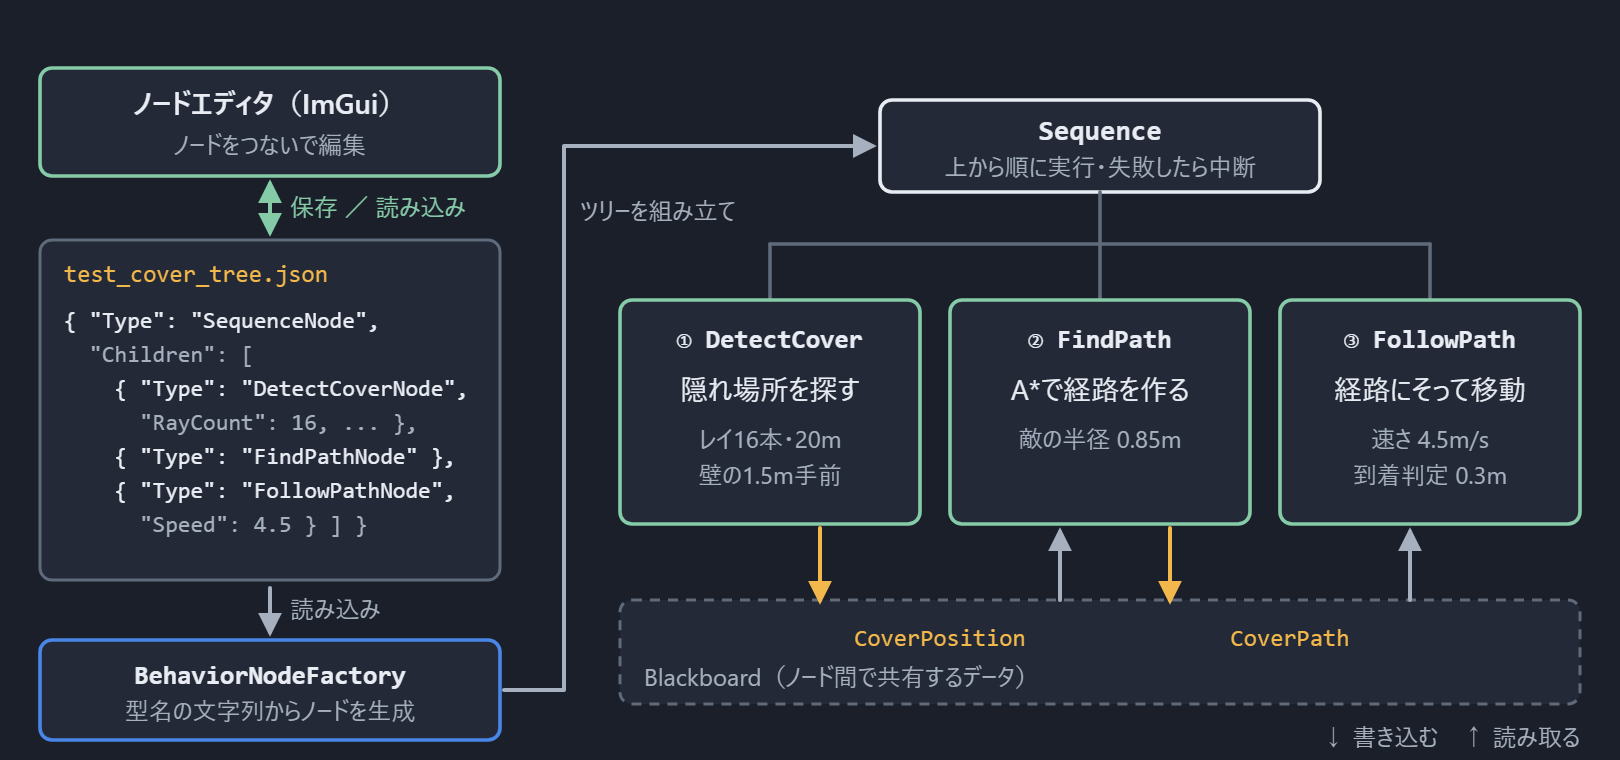 ノードエディタ（ImGui）
ノードをつないで編集
保存 ／ 読み込み
test_cover_tree.json
{ "Type": "SequenceNode",
"Children": [
{ "Type": "DetectCoverNode",
"RayCount": 16, ... },
{ "Type": "FindPathNode" },
{ "Type": "FollowPathNode",
"Speed": 4.5 } ] }
読み込み
BehaviorNodeFactory
型名の文字列からノードを生成
ツリーを組み立て
Sequence
上から順に実行・失敗したら中断
① DetectCover
隠れ場所を探す
レイ16本・20m
壁の1.5m手前
② FindPath
A*で経路を作る
敵の半径 0.85m
③ FollowPath
経路にそって移動
速さ 4.5m/s
到着判定 0.3m
CoverPosition
CoverPath
Blackboard（ノード間で共有するデータ）
↓ 書き込む ↑ 読み取る